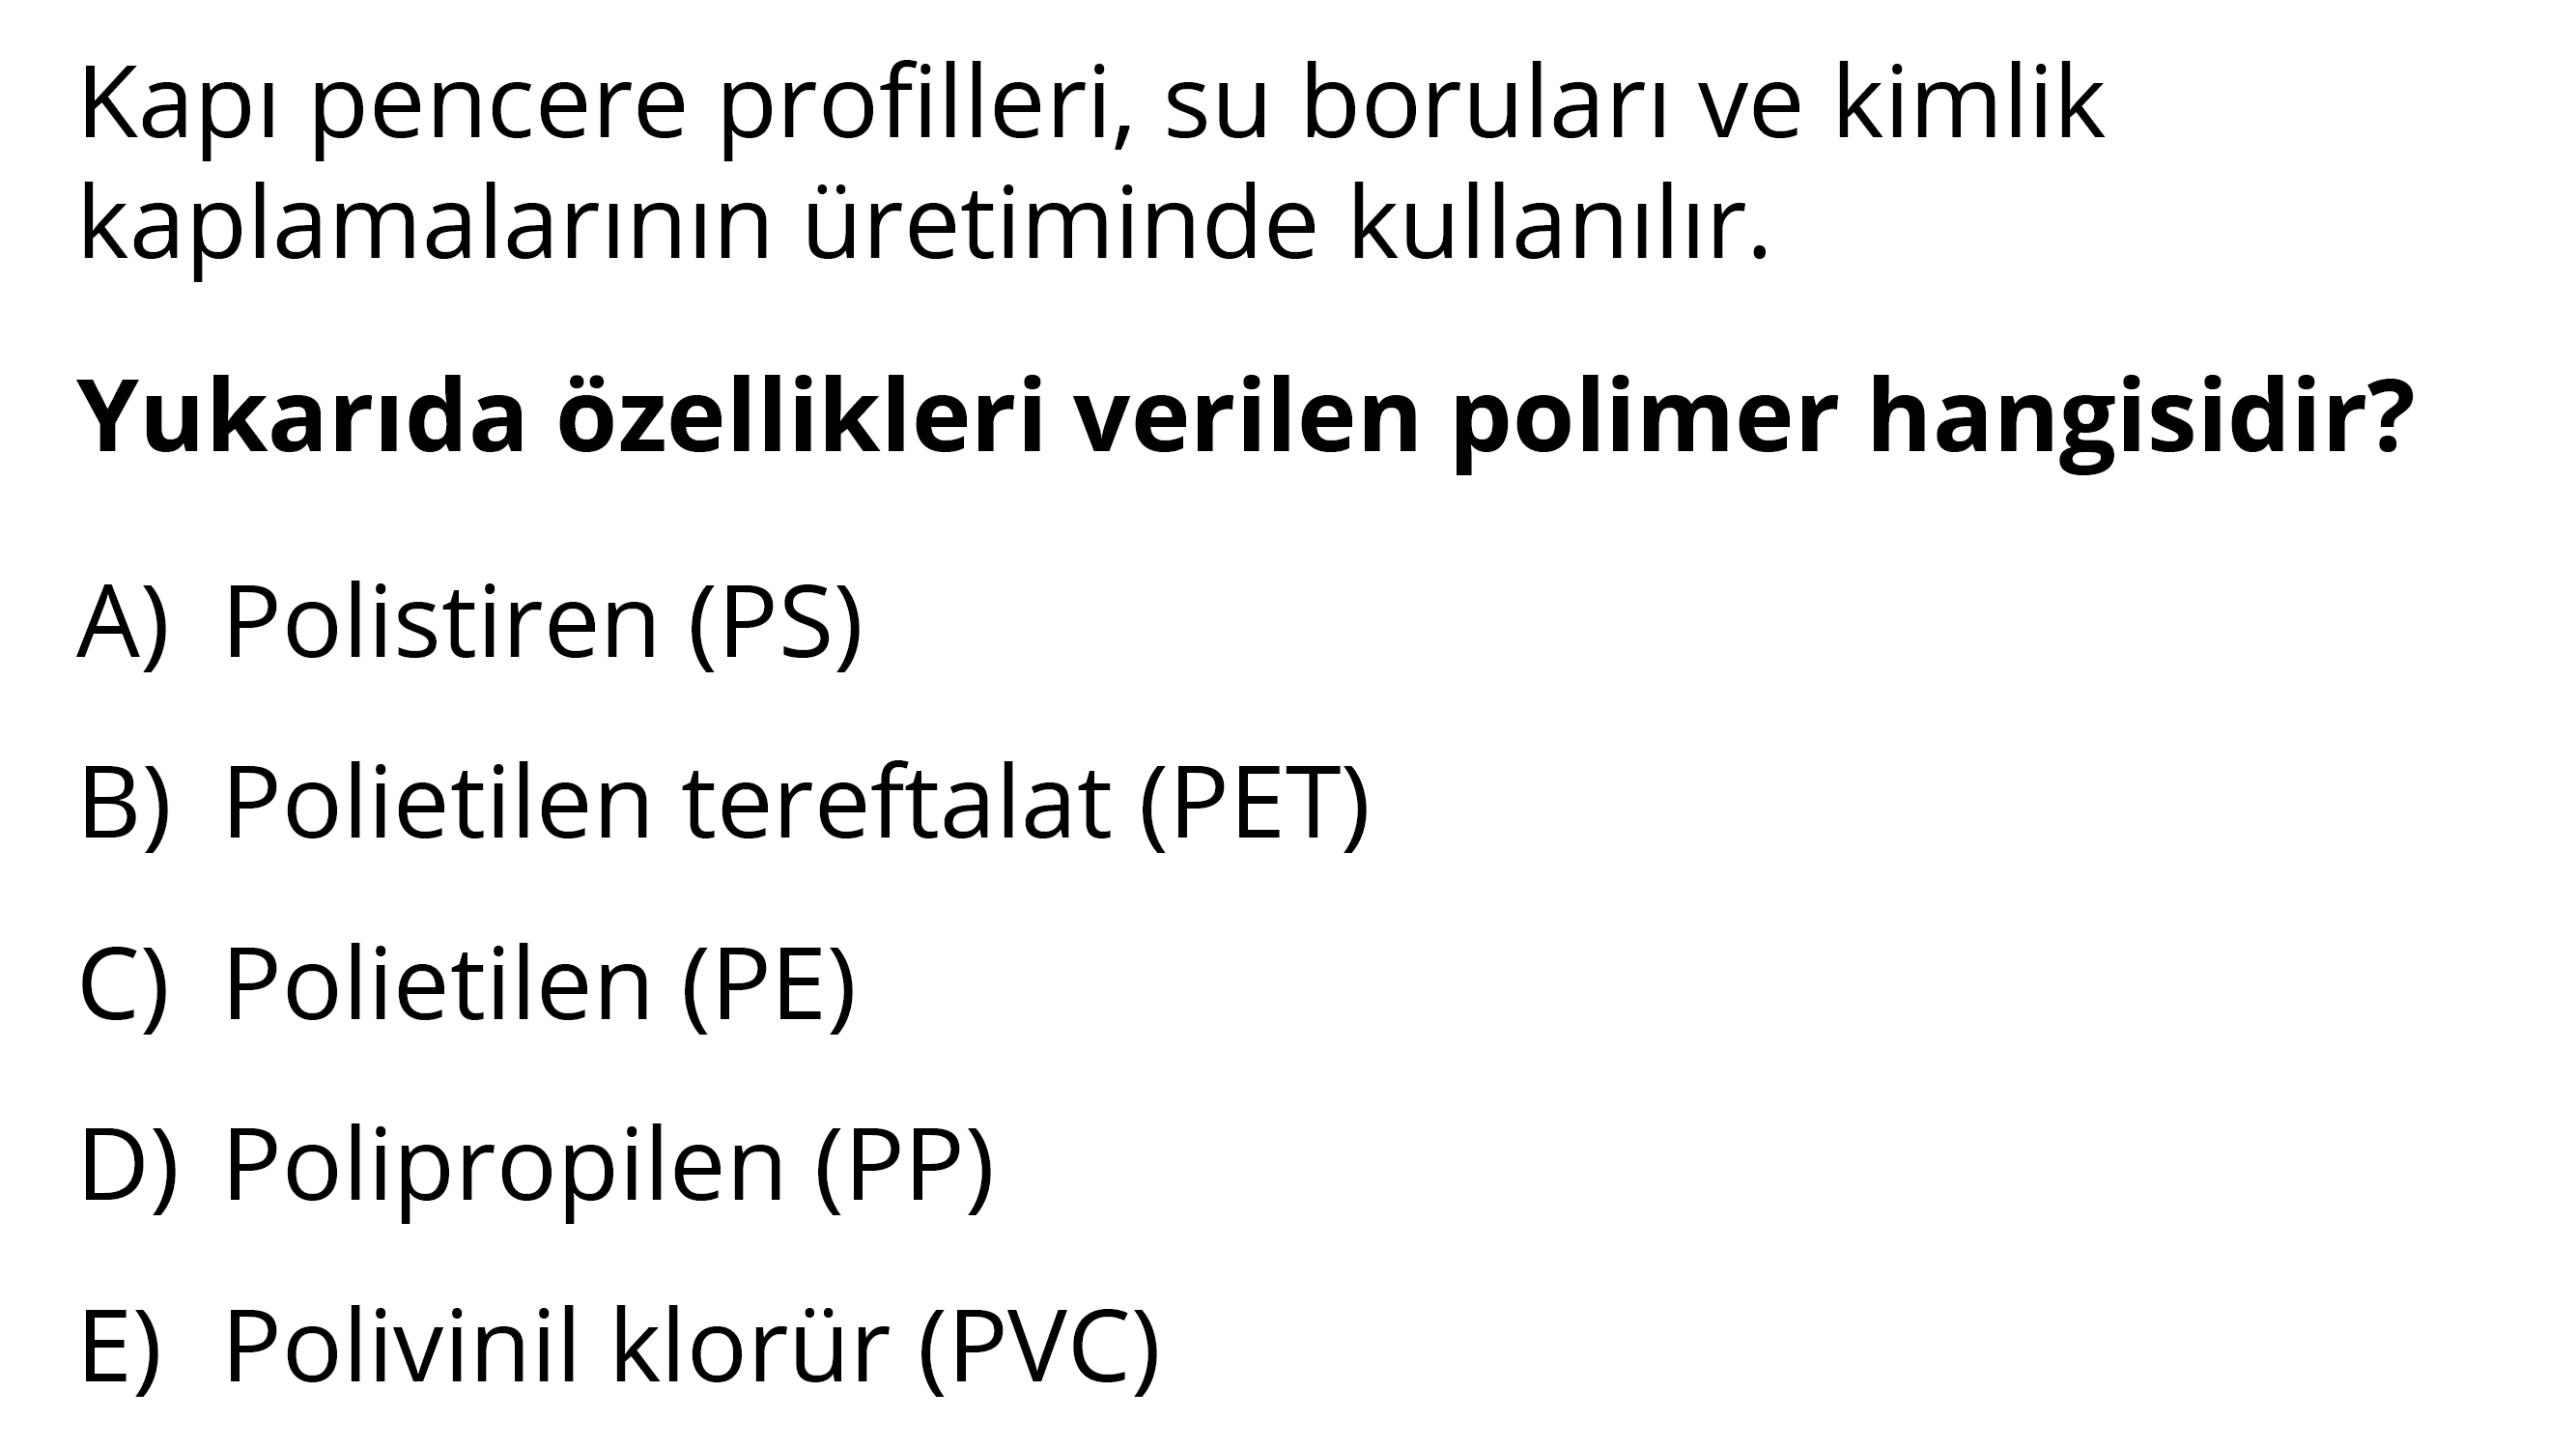 Kapı pencere profilleri, su boruları ve kimlik
kaplamalarının üretiminde kullanılır.
Yukarıda özellikleri verilen polimer hangisidir?
A) Polistiren (PS)
B) Polietilen tereftalat (PET)
C) Polietilen (PE)
D) Polipropilen (PP)
E) Polivinil klorür (PVC)